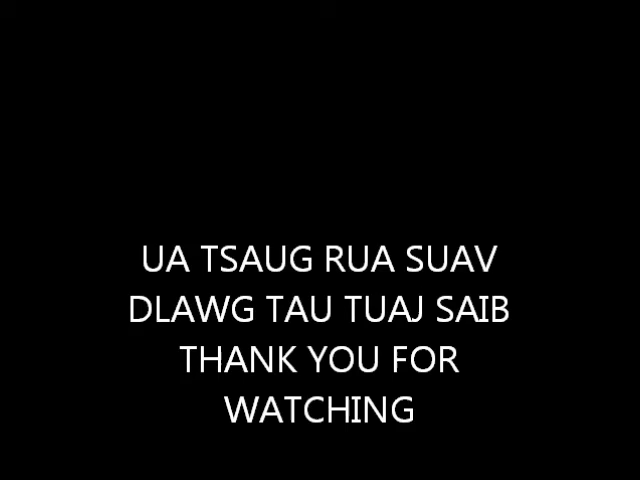 UA TSAUG RUA SUAV
DLAWG TAU TUAJ SAIB
THANK YOU FOR
WATCHING